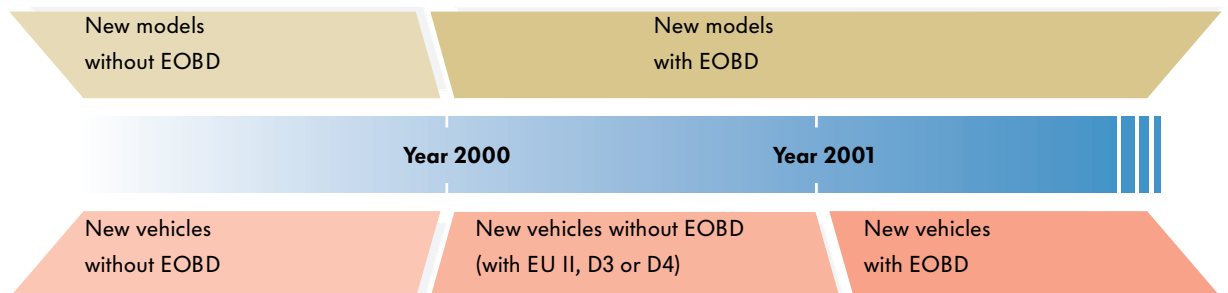 New models
without EOBD
New models
with EOBD
Year 2000
Year 2001
New vehicles
without EOBD
New vehicles without EOBD
(with EU II, D3 or D4)
New vehicles
with EOBD